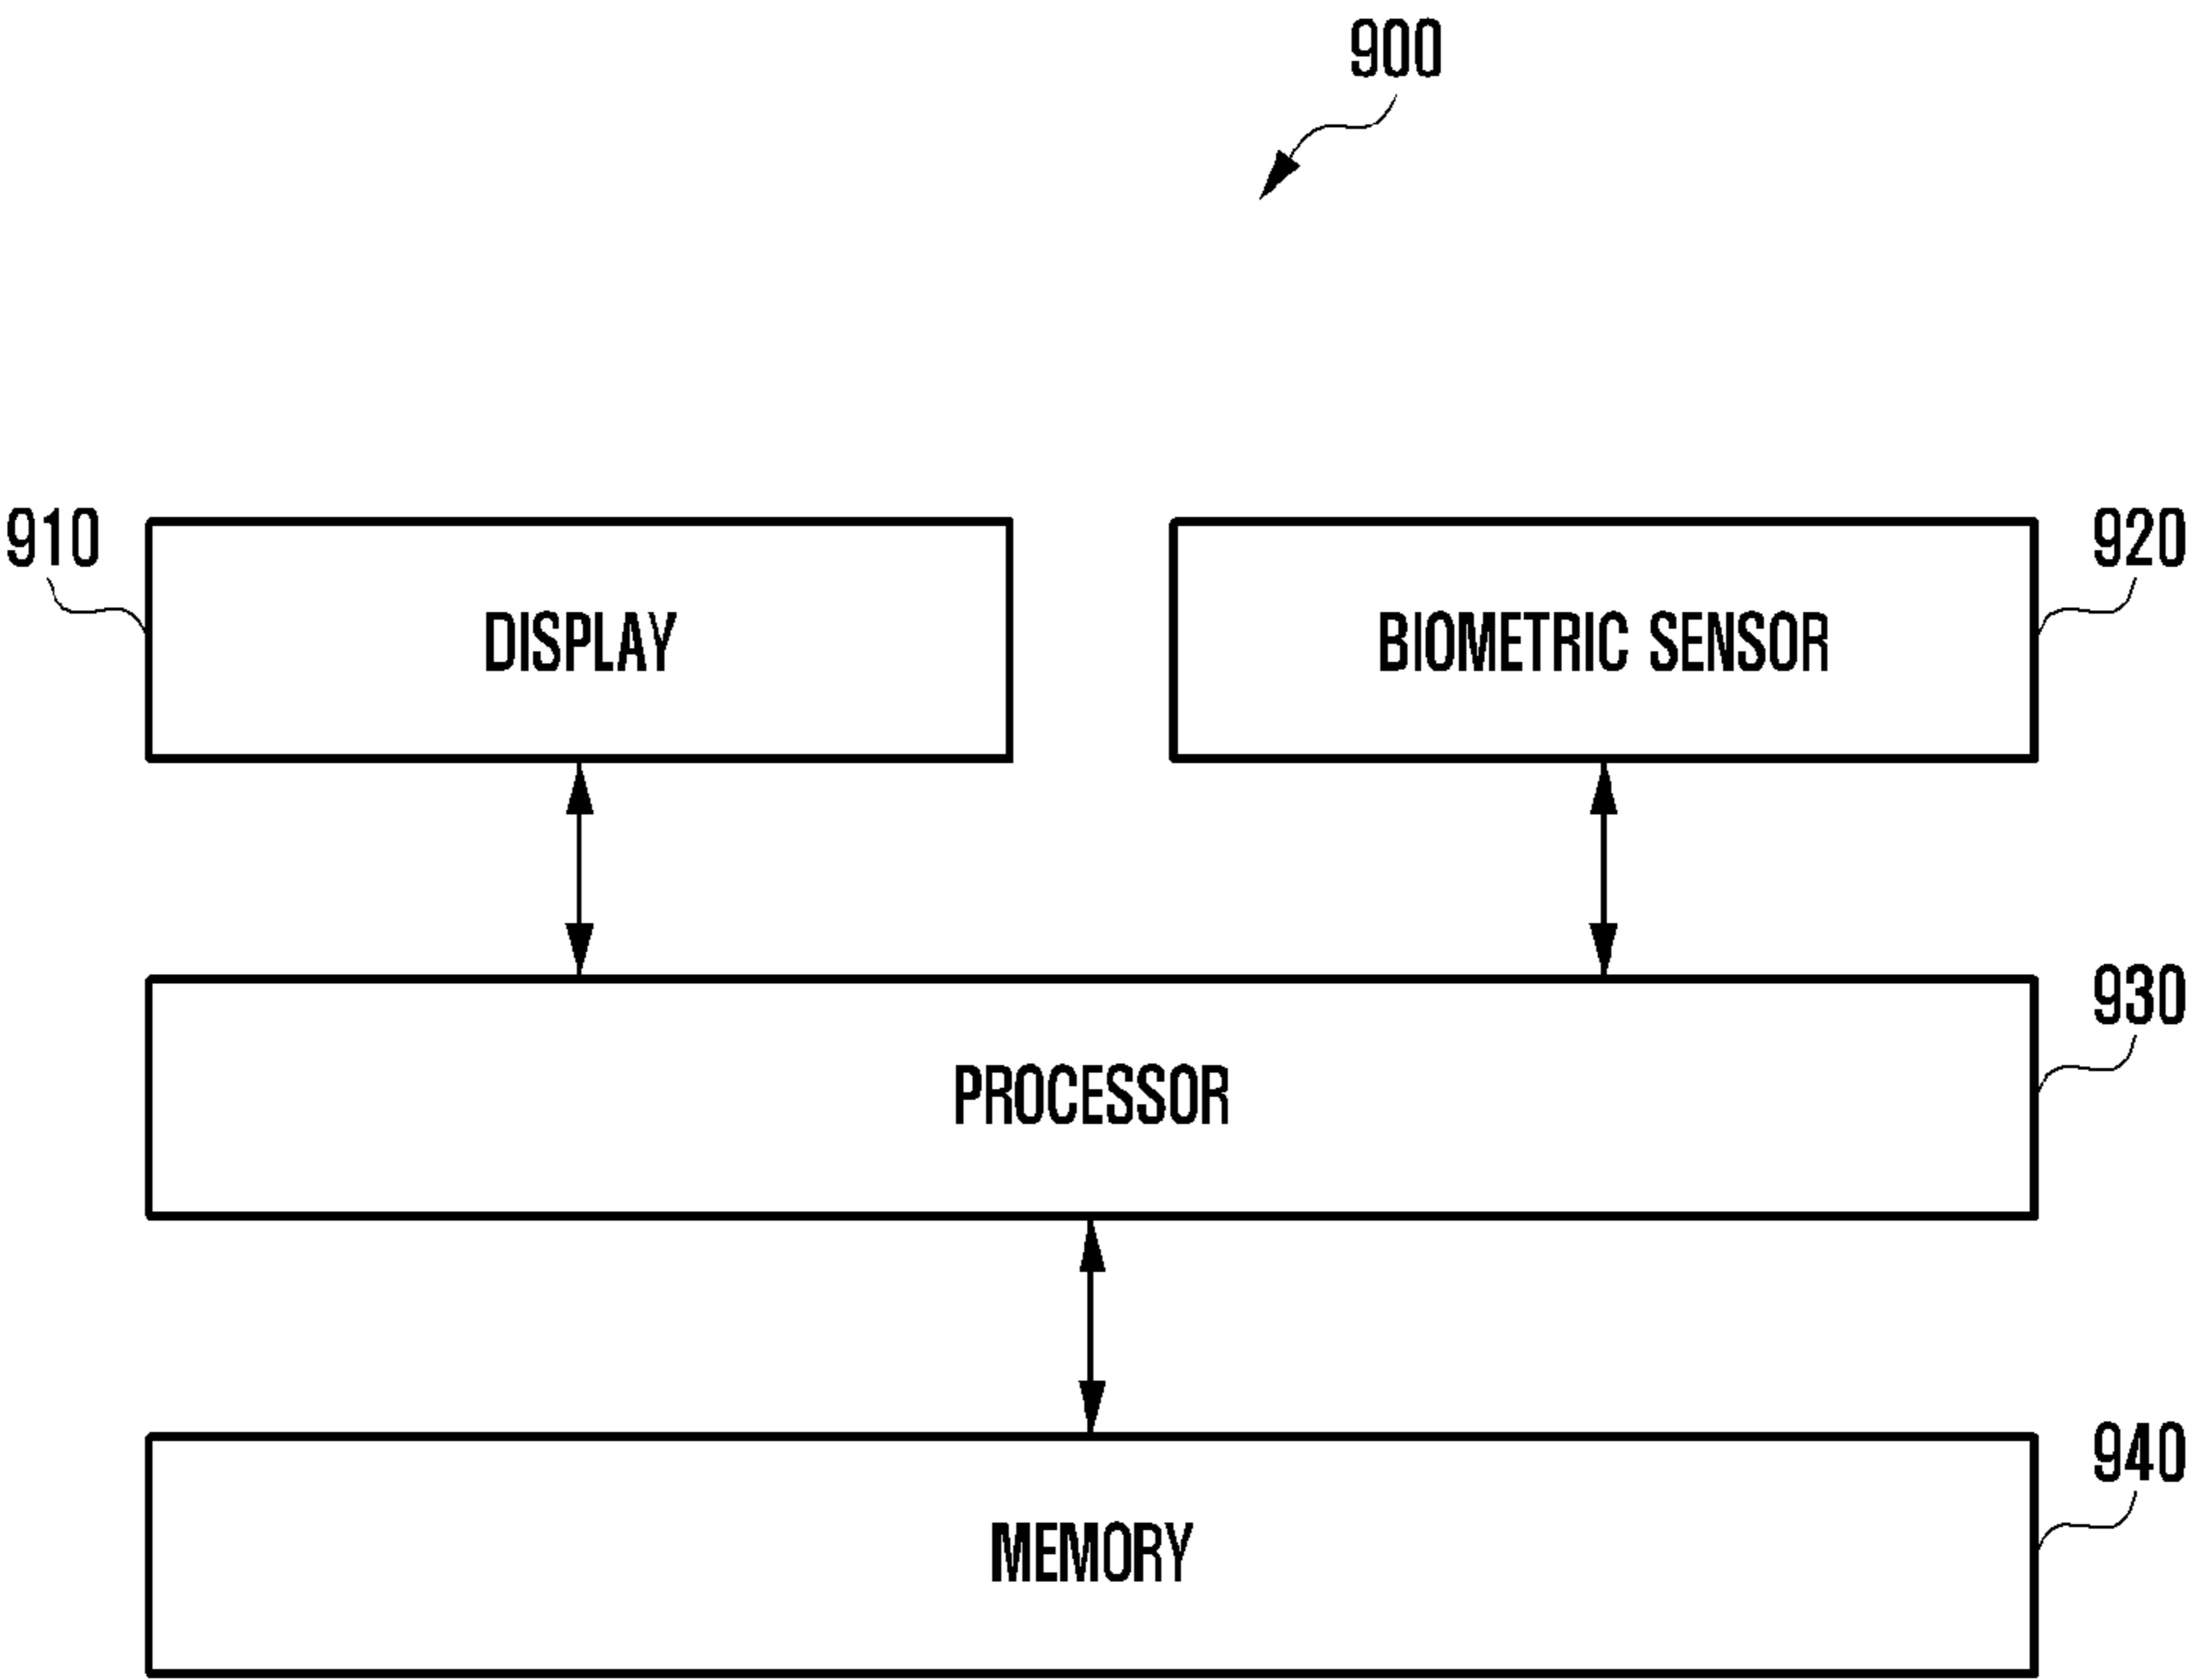 900
910
DISPLAY
BIOMETRIC SENSOR
920
PROCESSOR
930
MEMORY
940